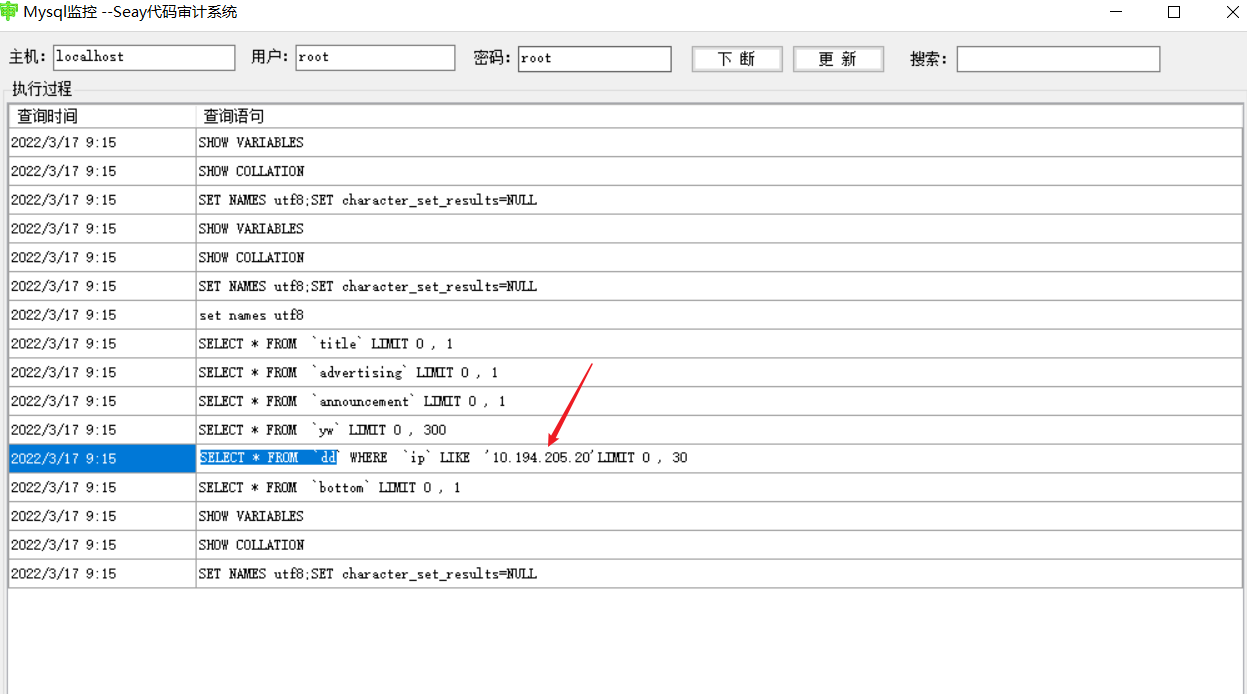 Mysql监控 --Seay代码审计系统
主机: localhost 用户: root 密码: root 下 断 更 新 搜索:
执行过程
查询时间 查询语句
2022/3/17 9:15 SHOW VARIABLES
2022/3/17 9:15 SHOW COLLATION
2022/3/17 9:15 SET NAMES utf8;SET character_set_results=NULL
2022/3/17 9:15 SHOW VARIABLES
2022/3/17 9:15 SHOW COLLATION
2022/3/17 9:15 SET NAMES utf8;SET character_set_results=NULL
2022/3/17 9:15 set names utf8
2022/3/17 9:15 SELECT * FROM `title` LIMIT 0 , 1
2022/3/17 9:15 SELECT * FROM `advertising` LIMIT 0 , 1
2022/3/17 9:15 SELECT * FROM `announcement` LIMIT 0 , 1
2022/3/17 9:15 SELECT * FROM `yw` LIMIT 0 , 300
2022/3/17 9:15 SELECT * FROM `dd` WHERE `ip` LIKE '10.194.205.20'LIMIT 0 , 30
2022/3/17 9:15 SELECT * FROM `bottom` LIMIT 0 , 1
2022/3/17 9:15 SHOW VARIABLES
2022/3/17 9:15 SHOW COLLATION
2022/3/17 9:15 SET NAMES utf8;SET character_set_results=NULL